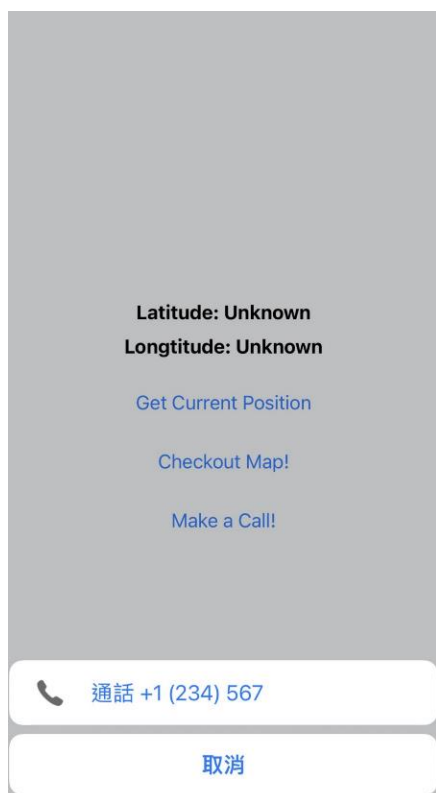 Latitude: Unknown
Longtitude: Unknown
Get Current Position
Checkout Map!
Make a Call!
通話 +1 (234) 567
取消